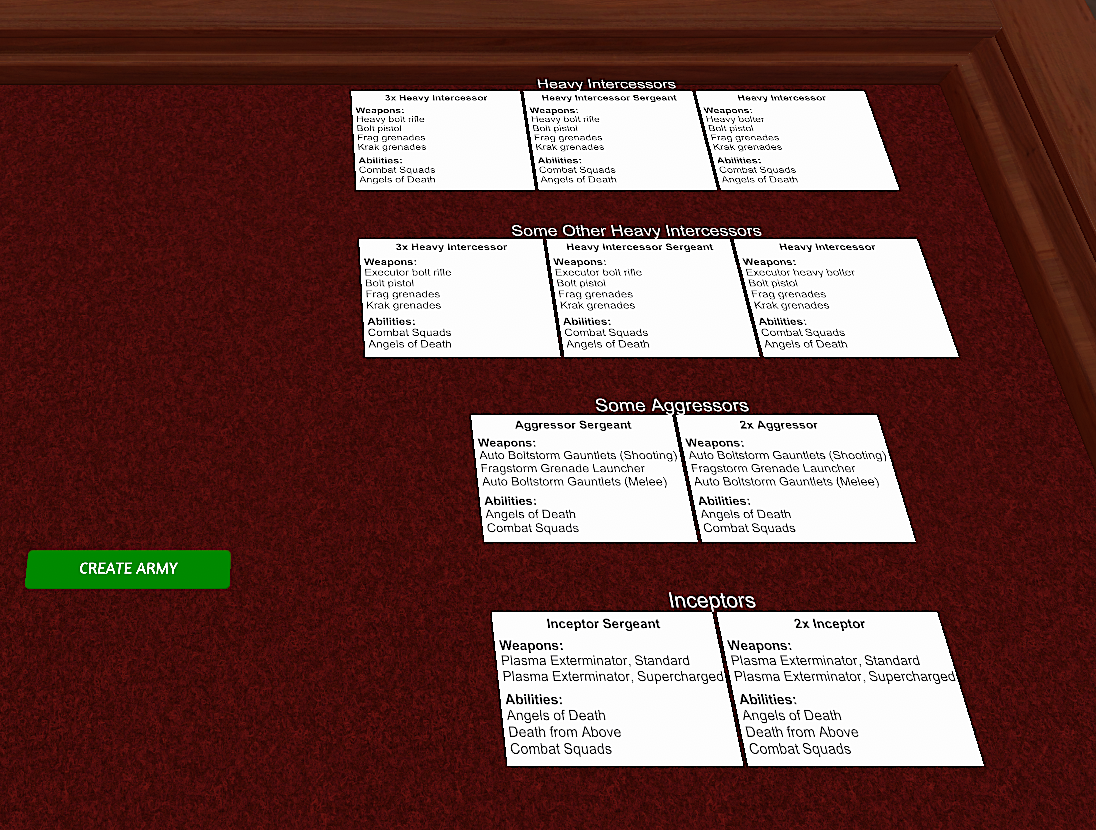 Heavy Intercessors
3x Heavy Intercessor
Weapons:
Heavy bolt rifle
Bolt pistol
Frag grenades
Krak grenades
Abilities:
Combat Squads
Angels of Death
Heavy Intercessor Sergeant
Weapons:
Heavy bolt rifle
Bolt pistol
Frag grenades
Krak grenades
Abilities:
Combat Squads
Angels of Death
Heavy Intercessor
Weapons:
Heavy bolter
Bolt pistol
Frag grenades
Krak grenades
Abilities:
Combat Squads
Angels of Death
Some Other Heavy Intercessors
3x Heavy Intercessor
Weapons:
Executor bolt rifle
Bolt pistol
Frag grenades
Krak grenades
Abilities:
Combat Squads
Angels of Death
Heavy Intercessor Sergeant
Weapons:
Executor bolt rifle
Bolt pistol
Frag grenades
Krak grenades
Abilities:
Combat Squads
Angels of Death
Heavy Intercessor
Weapons:
Executor heavy bolter
Bolt pistol
Frag grenades
Krak grenades
Abilities:
Combat Squads
Angels of Death
Some Aggressors
Aggressor Sergeant
Weapons:
Auto Boltstorm Gauntlets (Shooting)
Fragstorm Grenade Launcher
Auto Boltstorm Gauntlets (Melee)
Abilities:
Angels of Death
Combat Squads
2x Aggressor
Weapons:
Auto Boltstorm Gauntlets (Shooting)
Fragstorm Grenade Launcher
Auto Boltstorm Gauntlets (Melee)
Abilities:
Angels of Death
Combat Squads
CREATE ARMY
Inceptors
Inceptor Sergeant
Weapons:
Plasma Exterminator, Standard
Plasma Exterminator, Supercharged
Abilities:
Angels of Death
Death from Above
Combat Squads
2x Inceptor
Weapons:
Plasma Exterminator, Standard
Plasma Exterminator, Supercharged
Abilities:
Angels of Death
Death from Above
Combat Squads